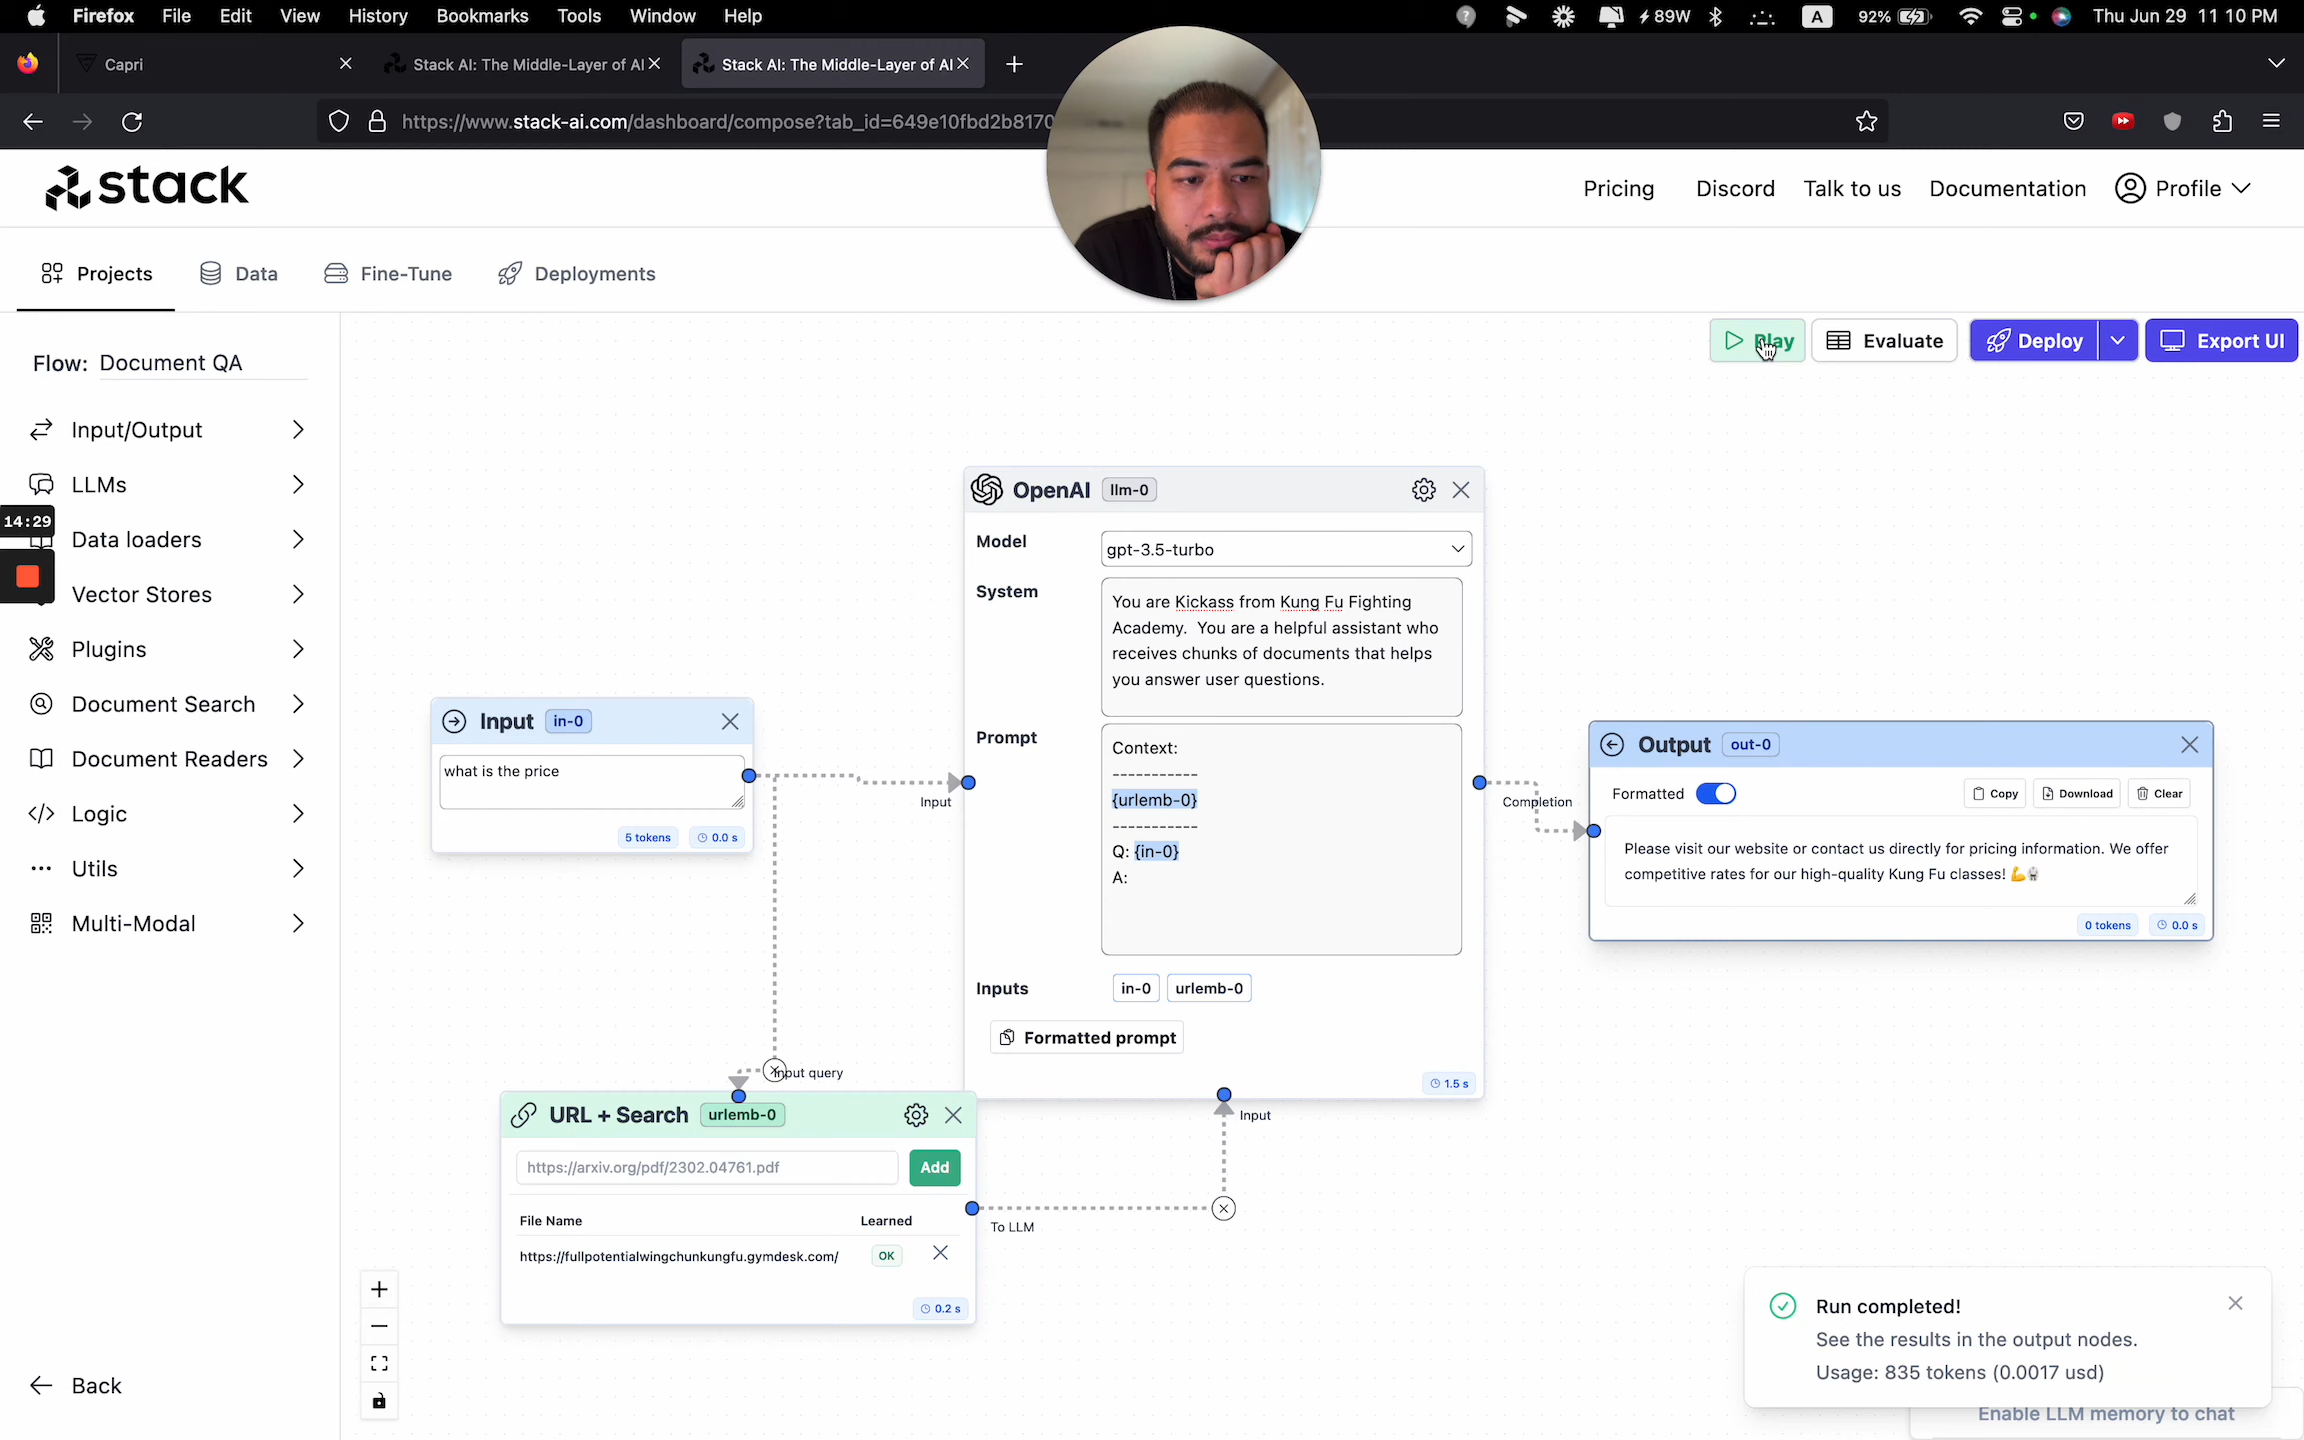 Firefox File Edit View History Bookmarks Tools Window Help
89W A 92% Thu Jun 29 11 10 PM
Capri
Stack AI: The Middle-Layer of AI
Stack AI: The Middle-Layer of AI
https://www.stack-ai.com/dashboard/compose?tab_id=649e10fbd2b8170
stack
Pricing Discord Talk to us Documentation Profile
Projects Data Fine-Tune Deployments
Play Evaluate Deploy Export UI
Flow: Document QA
Input/Output
LLMs
14:29
Data loaders
Vector Stores
Plugins
Document Search
Document Readers
Logic
Utils
Multi-Modal
Back
Input in-0
what is the price
5 tokens 0.0 s
Input
OpenAI llm-0
Model gpt-3.5-turbo
System
You are Kickass from Kung Fu Fighting
Academy. You are a helpful assistant who
receives chunks of documents that helps
you answer user questions.
Prompt
Context:
-----------
{urlemb-0}
-----------
Q: {in-0}
A:
Inputs in-0 urlemb-0
Formatted prompt
1.5 s
Input
Completion
Output out-0
Formatted Copy Download Clear
Please visit our website or contact us directly for pricing information. We offer
competitive rates for our high-quality Kung Fu classes! 💪🥋
0 tokens 0.0 s
Input query
URL + Search urlemb-0
https://arxiv.org/pdf/2302.04761.pdf Add
File Name Learned
https://fullpotentialwingchunkungfu.gymdesk.com/ OK
0.2 s
To LLM
Run completed!
See the results in the output nodes.
Usage: 835 tokens (0.0017 usd)
Enable LLM memory to chat